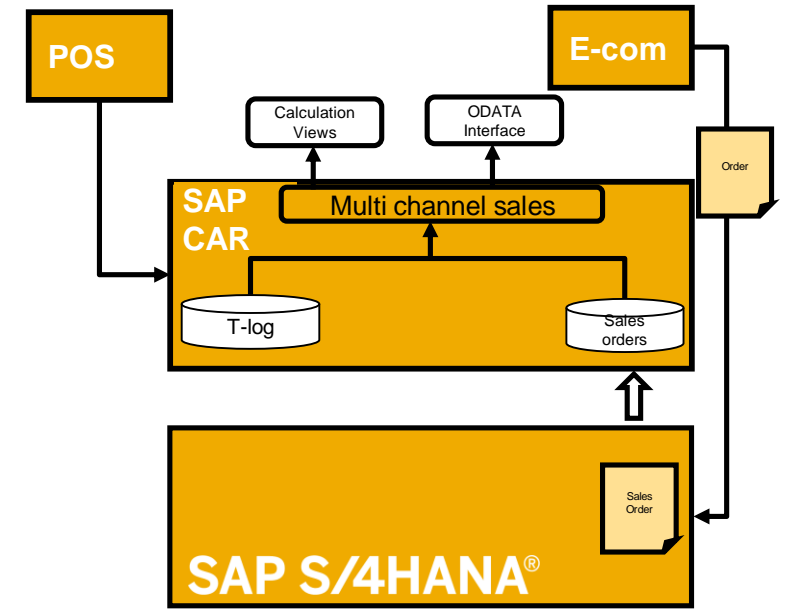 POS
E-com
Calculation
Views
ODATA
Interface
Order
SAP
CAR
Multi channel sales
T-log
Sales
orders
Sales
Order
SAP S/4HANA®